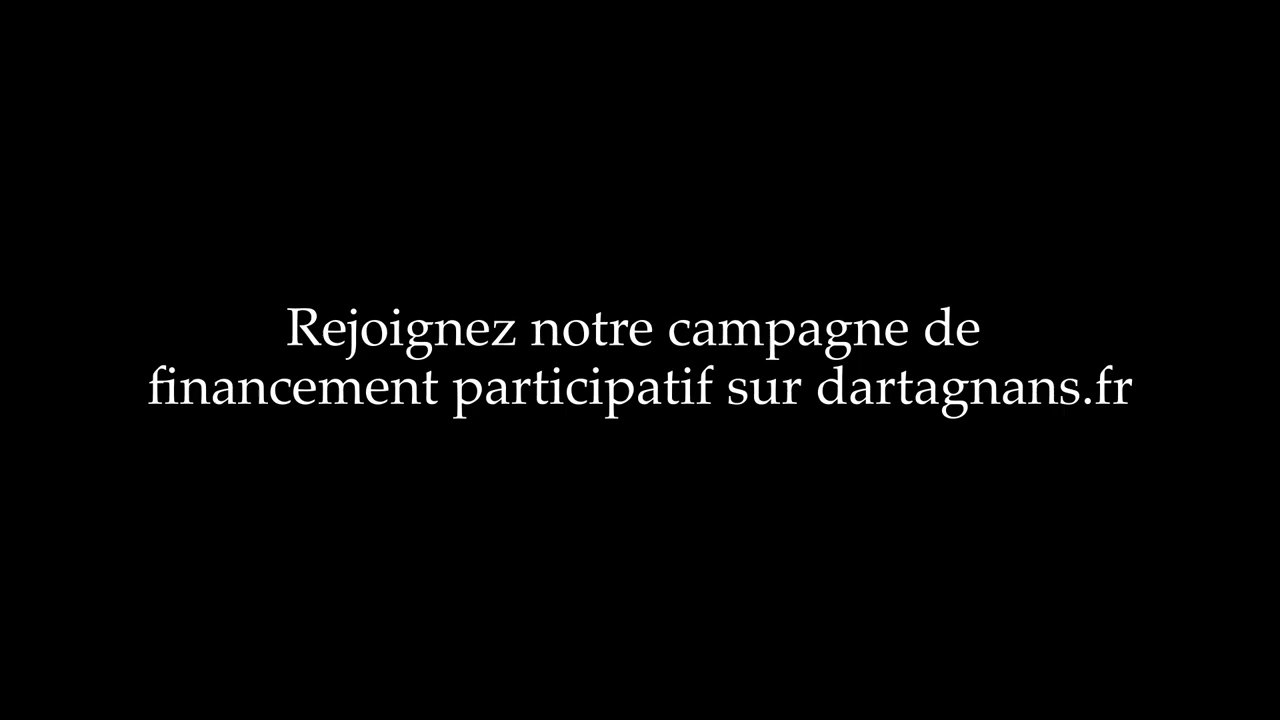 Rejoignez notre campagne de
financement participatif sur dartagnans.fr